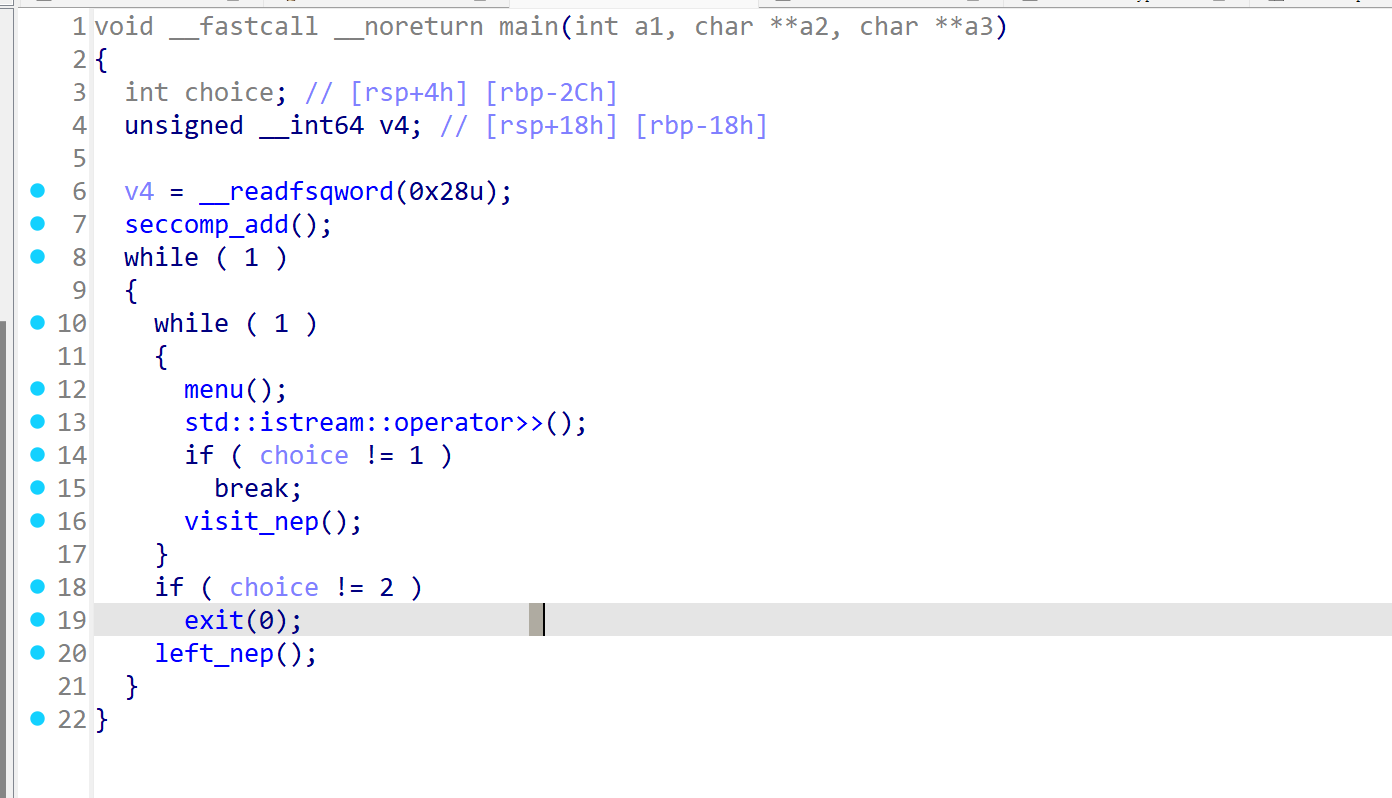 1 void __fastcall __noreturn main(int a1, char **a2, char **a3)
2 {
3   int choice; // [rsp+4h] [rbp-2Ch]
4   unsigned __int64 v4; // [rsp+18h] [rbp-18h]
5
6   v4 = __readfsqword(0x28u);
7   seccomp_add();
8   while ( 1 )
9   {
10     while ( 1 )
11     {
12       menu();
13       std::istream::operator>>();
14       if ( choice != 1 )
15         break;
16       visit_nep();
17     }
18     if ( choice != 2 )
19       exit(0);
20     left_nep();
21   }
22 }